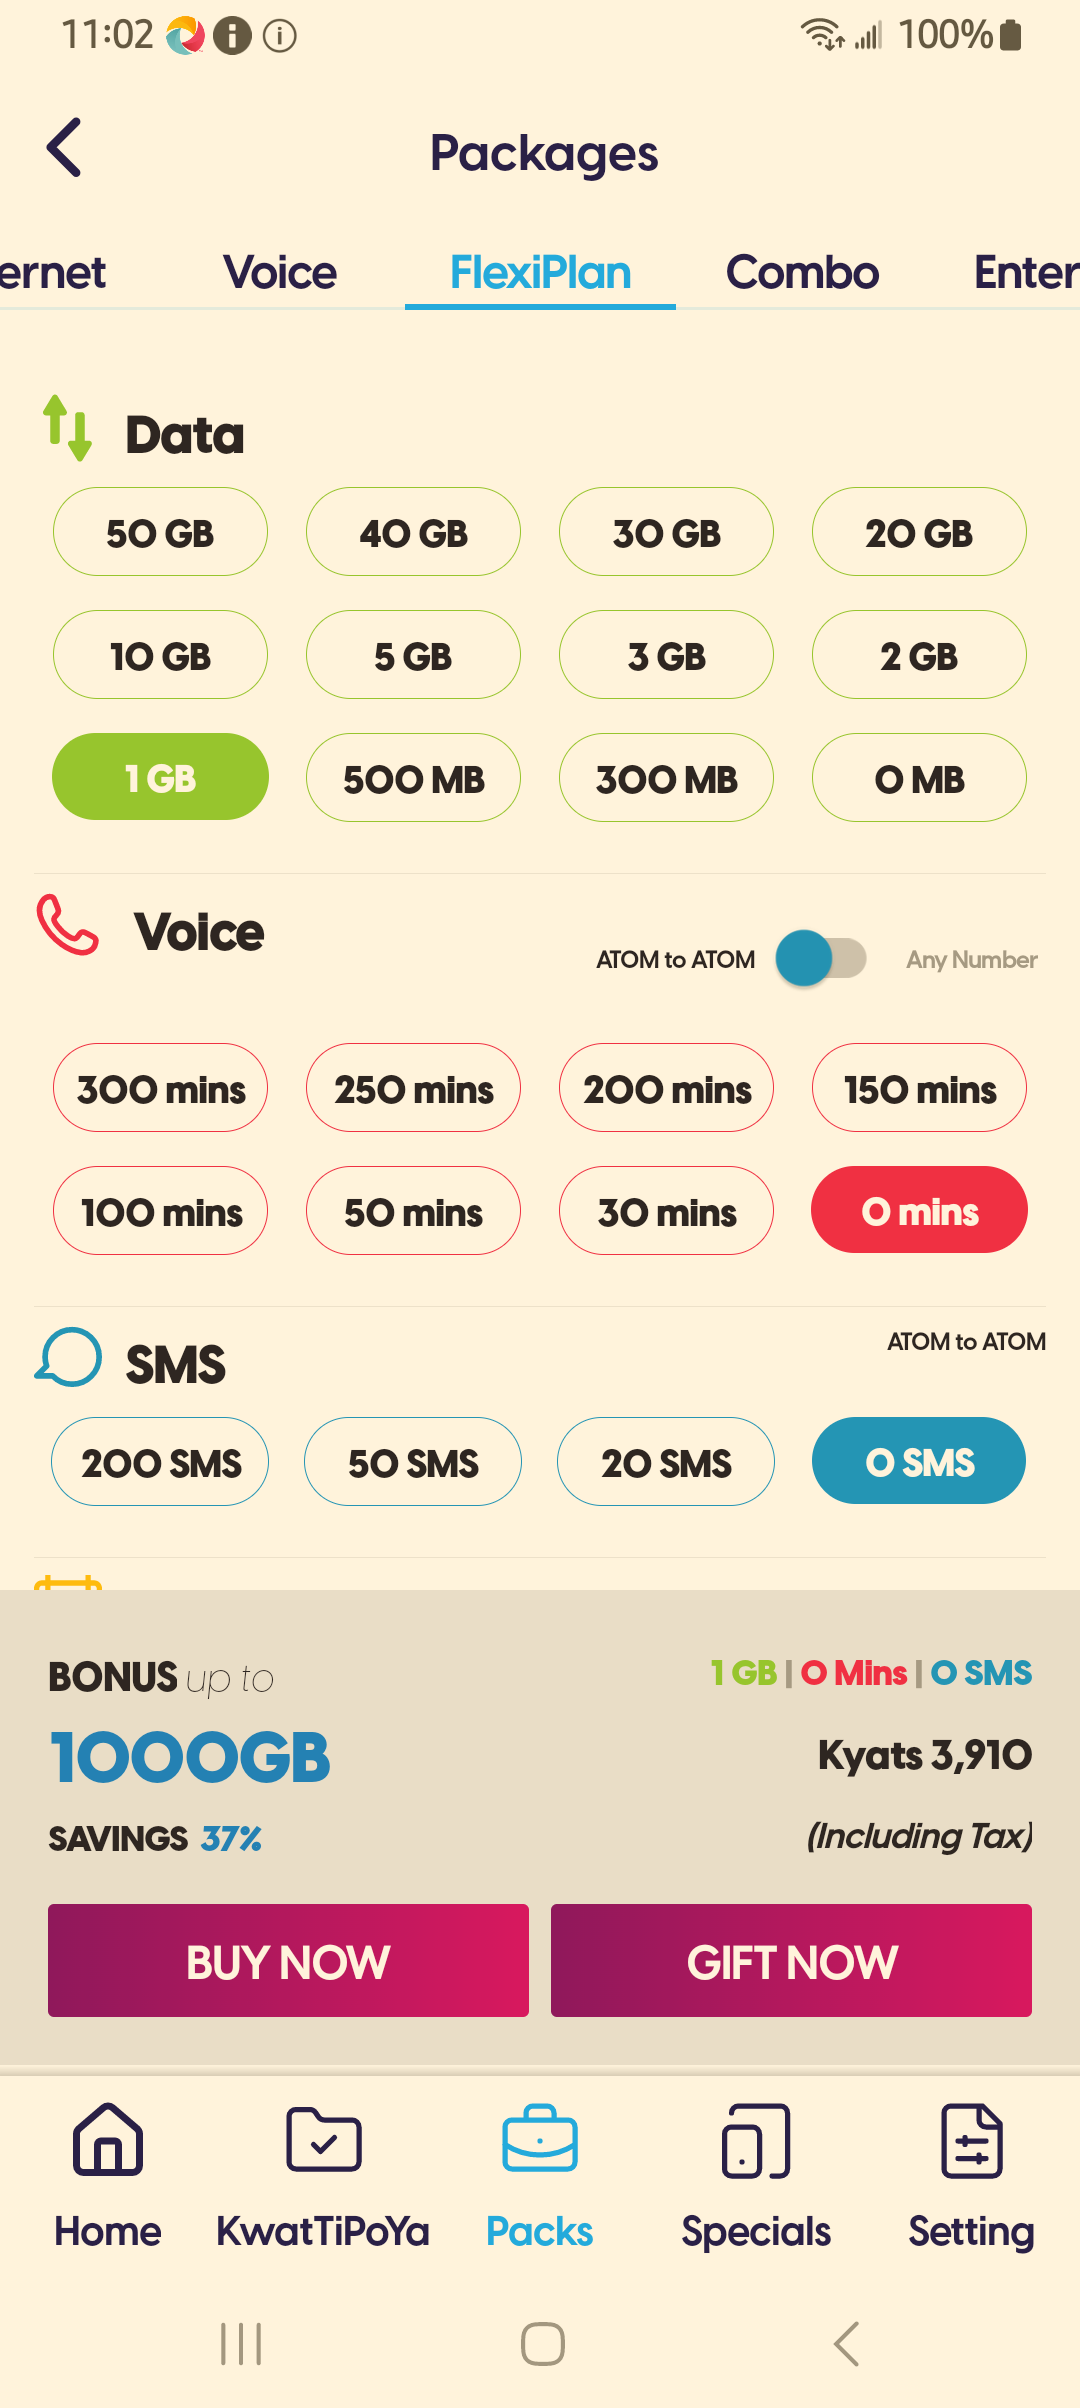 11:02 100%
Packages
ernet Voice FlexiPlan Combo Enter
Data
50 GB 40 GB 30 GB 20 GB
10 GB 5 GB 3 GB 2 GB
1 GB 500 MB 300 MB 0 MB
Voice
ATOM to ATOM Any Number
300 mins 250 mins 200 mins 150 mins
100 mins 50 mins 30 mins 0 mins
SMS
ATOM to ATOM
200 SMS 50 SMS 20 SMS 0 SMS
BONUS up to
1 GB | 0 Mins | 0 SMS
1000GB
Kyats 3,910
SAVINGS 37%
(Including Tax)
BUY NOW GIFT NOW
Home KwatTiPoYa Packs Specials Setting